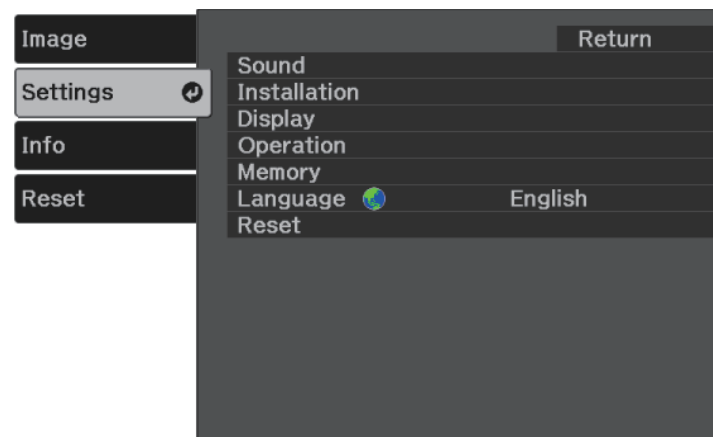 Image
Settings
Info
Reset
Return
Sound
Installation
Display
Operation
Memory
Language English
Reset